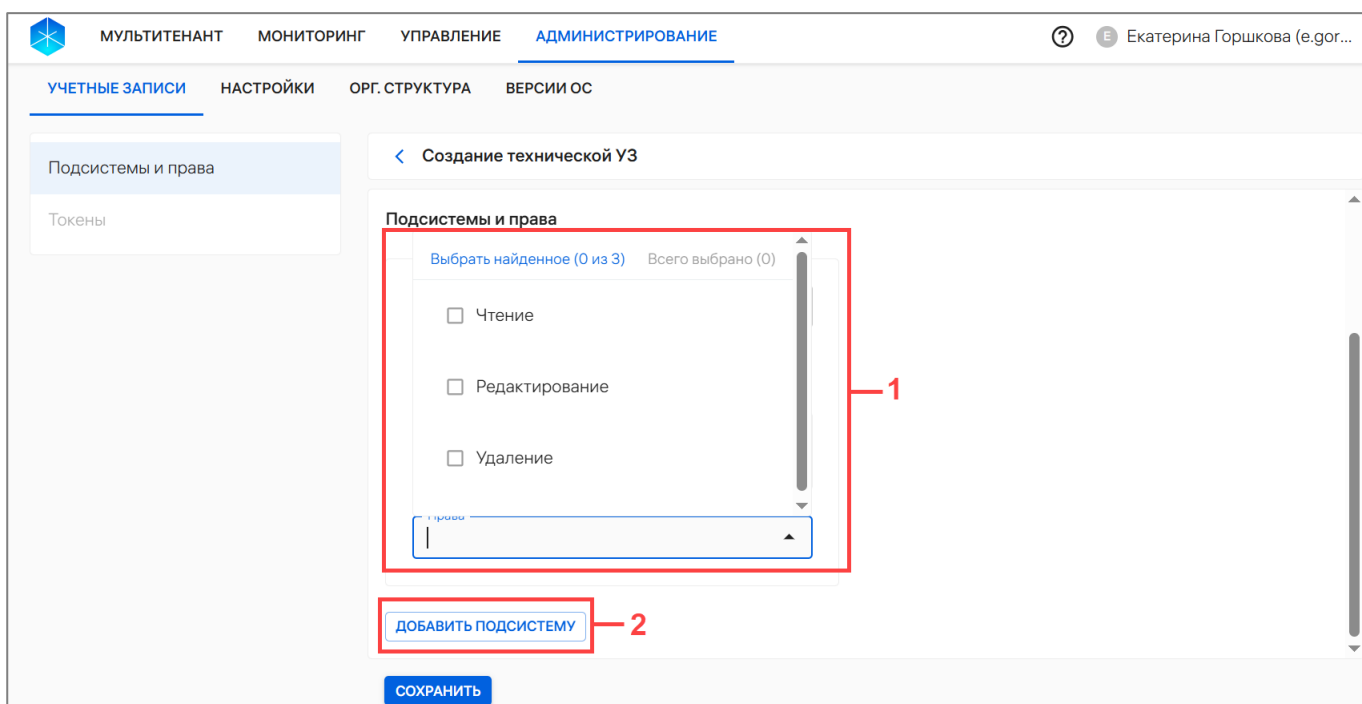 МУЛЬТИТЕНАНТ МОНИТОРИНГ УПРАВЛЕНИЕ АДМИНИСТРИРОВАНИЕ ? E Екатерина Горшкова (e.gor...
УЧЕТНЫЕ ЗАПИСИ НАСТРОЙКИ ОРГ. СТРУКТУРА ВЕРСИИ ОС
Подсистемы и права
Токены
Создание технической УЗ
Подсистемы и права
Выбрать найденное (0 из 3) Всего выбрано (0)
Чтение
Редактирование
Удаление
Права
1
ДОБАВИТЬ ПОДСИСТЕМУ
2
СОХРАНИТЬ